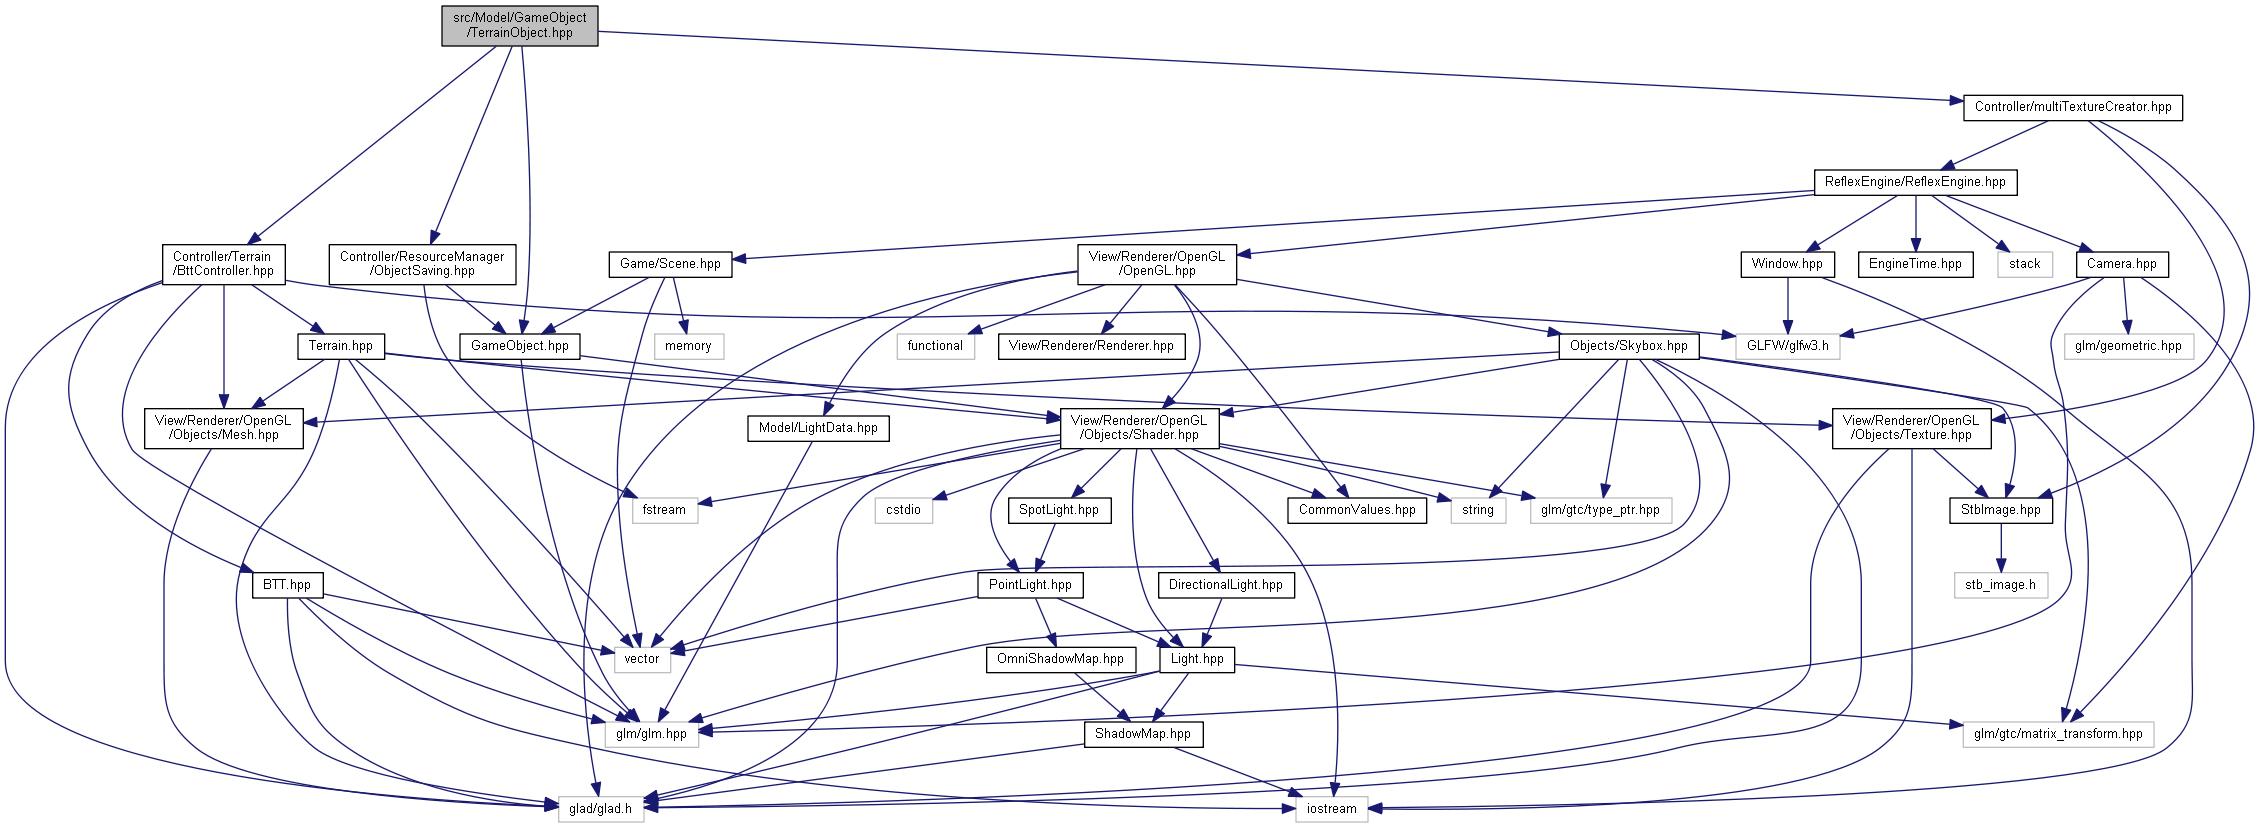 src/Model/GameObject
/TerrainObject.hpp
Controller/multiTextureCreator.hpp
ReflexEngine/ReflexEngine.hpp
Controller/Terrain
/BttController.hpp
Controller/ResourceManager
/ObjectSaving.hpp
Game/Scene.hpp
View/Renderer/OpenGL
/OpenGL.hpp
Window.hpp
EngineTime.hpp
stack
Camera.hpp
Terrain.hpp
GameObject.hpp
memory
functional
View/Renderer/Renderer.hpp
Objects/Skybox.hpp
GLFW/glfw3.h
glm/geometric.hpp
View/Renderer/OpenGL
/Objects/Mesh.hpp
Model/LightData.hpp
View/Renderer/OpenGL
/Objects/Shader.hpp
View/Renderer/OpenGL
/Objects/Texture.hpp
fstream
cstdio
SpotLight.hpp
CommonValues.hpp
string
glm/gtc/type_ptr.hpp
StbImage.hpp
BTT.hpp
PointLight.hpp
DirectionalLight.hpp
stb_image.h
vector
OmniShadowMap.hpp
Light.hpp
glm/glm.hpp
ShadowMap.hpp
glm/gtc/matrix_transform.hpp
glad/glad.h
iostream